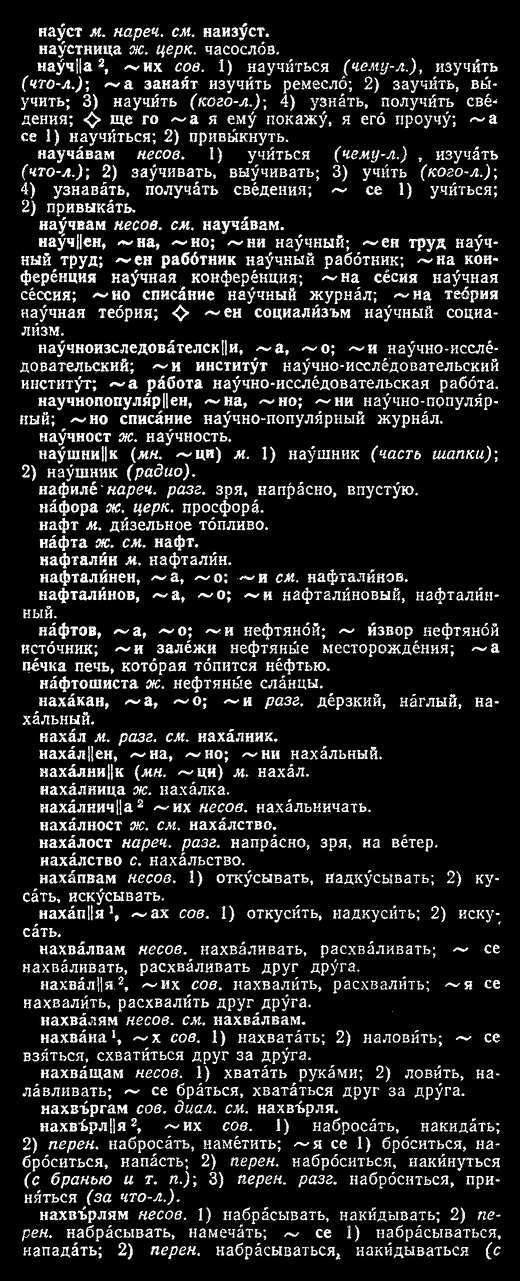 нау́ст м. нареч. см. наизу́ст.
нау́стница ж. церк. часосло́в.
нау́ч||а 2, ~их сов. 1) научи́ться (чему-л.), изучи́ть
(что-л.); ~а заная́т изучи́ть ремесло́; 2) заучи́ть, вы́-
учить; 3) научи́ть (кого-л.); 4) узна́ть, получи́ть све́-
дения; ◇ ще го ~а я ему покажу́, я его́ проучу́; ~а
се 1) научи́ться; 2) привы́кнуть.
науча́вам несов. 1) учи́ться (чему-л.) , изуча́ть
(что-л.); 2) зау́чивать, выу́чивать; 3) учи́ть (кого-л.);
4) узнава́ть, получа́ть све́дения; ~ се 1) учи́ться;
2) привыка́ть.
нау́чвам несов. см. науча́вам.
нау́ч||ен, ~на, ~но; ~ни нау́чный; ~ен труд нау́ч-
ный труд; ~ен рабо́тник нау́чный рабо́тник; ~на кон-
фере́нция нау́чная конфере́нция; ~на се́сия нау́чная
се́ссия; ~но списа́ние нау́чный журна́л; ~на тео́рия
нау́чная тео́рия; ◇ ~ен социали́зъм нау́чный социа-
ли́зм.
нау́чноизследова́телск||и, ~а, ~о; ~и нау́чно-иссле́-
довательский; ~и институ́т нау́чно-иссле́довательский
институ́т; ~а ра́бота нау́чно-иссле́довательская рабо́та.
научнопопуля́р||ен, ~на, ~но; ~ни нау́чно-популя́р-
ный; ~но списа́ние нау́чно-популя́рный журна́л.
нау́чност ж. нау́чность.
нау́шни||к (мн. ~ци) м. 1) нау́шник (часть шапки);
2) нау́шник (радио).
нафиле́ нареч. разг. зря, напра́сно, впусту́ю.
на́фора ж. церк. просфора́.
нафт м. ди́зельное то́пливо.
на́фта ж. см. нафт.
нафтали́н м. нафтали́н.
нафтали́нен, ~а, ~о; ~и см. нафтали́нов.
нафтали́нов, ~а, ~о; ~и нафтали́новый, нафтали́н-
ный.
на́фтов, ~а, ~о; ~и нефтяно́й; ~ и́звор нефтяно́й
исто́чник; ~и за́лежи нефтяны́е месторожде́ния; ~а
пе́чка печь, кото́рая то́пится не́фтью.
на́фтошиста ж. нефтяны́е сла́нцы.
наха́кан, ~а, ~о; ~и разг. де́рзкий, на́глый, на-
ха́льный.
наха́л м. разг. см. наха́лник.
наха́л||ен, ~на, ~но; ~ни наха́льный.
наха́лни||к (мн. ~ци) м. наха́л.
наха́лница ж. наха́лка.
наха́лнич||а 2 ~их несов. наха́льничать.
наха́лност ж. см. наха́лство.
наха́лост нареч. разг. напра́сно, зря, на ве́тер.
наха́лство с. наха́льство.
наха́пвам несов. 1) отку́сывать, надку́сывать; 2) ку-
са́ть, иску́сывать.
наха́п||я 1, ~ах сов. 1) откуси́ть, надкуси́ть; 2) иску-
са́ть.
нахва́лвам несов. нахва́ливать, расхва́ливать; ~ се
нахва́ливать, расхва́ливать друг дру́га.
нахва́л||я 2, ~их сов. нахвали́ть, расхвали́ть; ~я се
нахвали́ть, расхвали́ть друг дру́га.
нахва́лям несов. см. нахва́лвам.
нахва́на 1, ~х сов. 1) нахвата́ть; 2) налови́ть; ~ се
взя́ться, схвати́ться друг за дру́га.
нахва́щам несов. 1) хвата́ть рука́ми; 2) лови́ть, на-
ла́вливать; ~ се бра́ться, хвата́ться друг за дру́га.
нахвъ́ргам сов. диал. см. нахвъ́рля.
нахвъ́рл||я 2, ~их сов. 1) наброса́ть, накида́ть;
2) перен. наброса́ть, наме́тить; ~я се 1) бро́ситься, на-
бро́ситься, напа́сть; 2) перен. набро́ситься, наки́нуться
(с бранью и т. п.); 3) перен. разг. набро́ситься, при-
ня́ться (за что-л.).
нахвъ́рлям несов. 1) набра́сывать, наки́дывать; 2) пе-
рен. набра́сывать, намеча́ть; ~ се 1) набра́сываться,
напада́ть; 2) перен. набра́сываться, наки́дываться (с